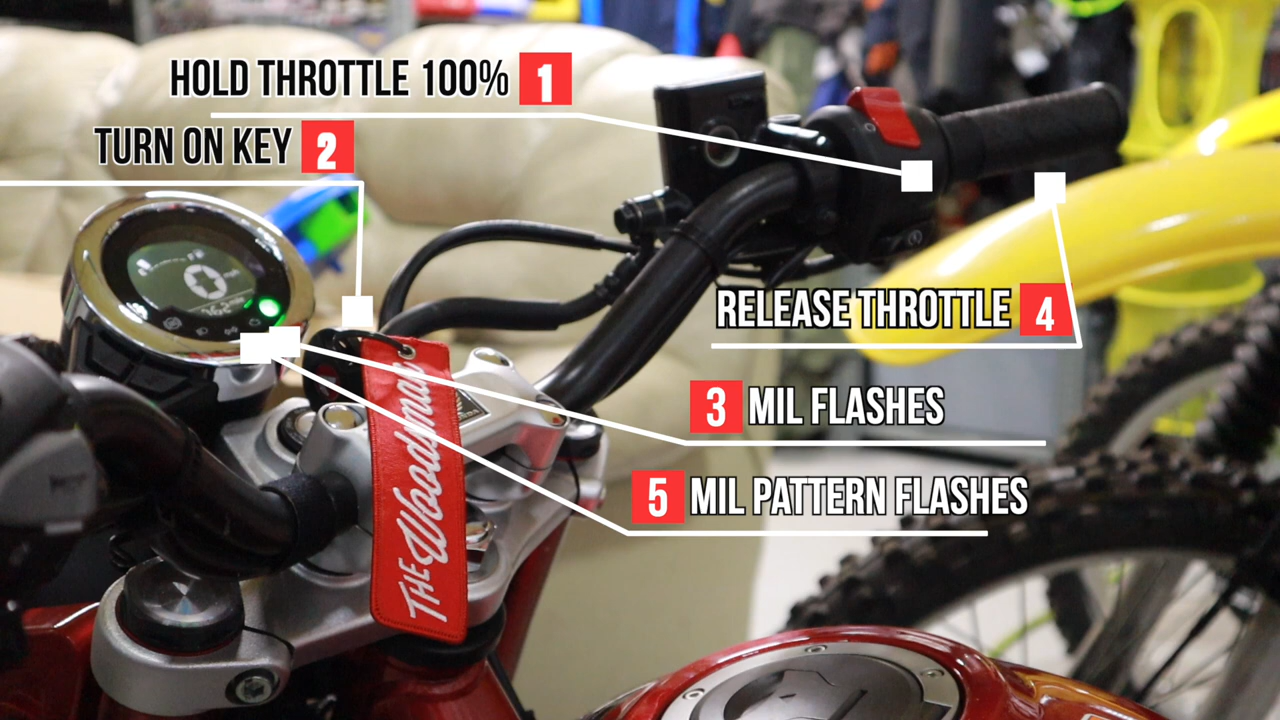 HOLD THROTTLE 100% 1
TURN ON KEY 2
RELEASE THROTTLE 4
3 MIL FLASHES
5 MIL PATTERN FLASHES
THE Woodsman